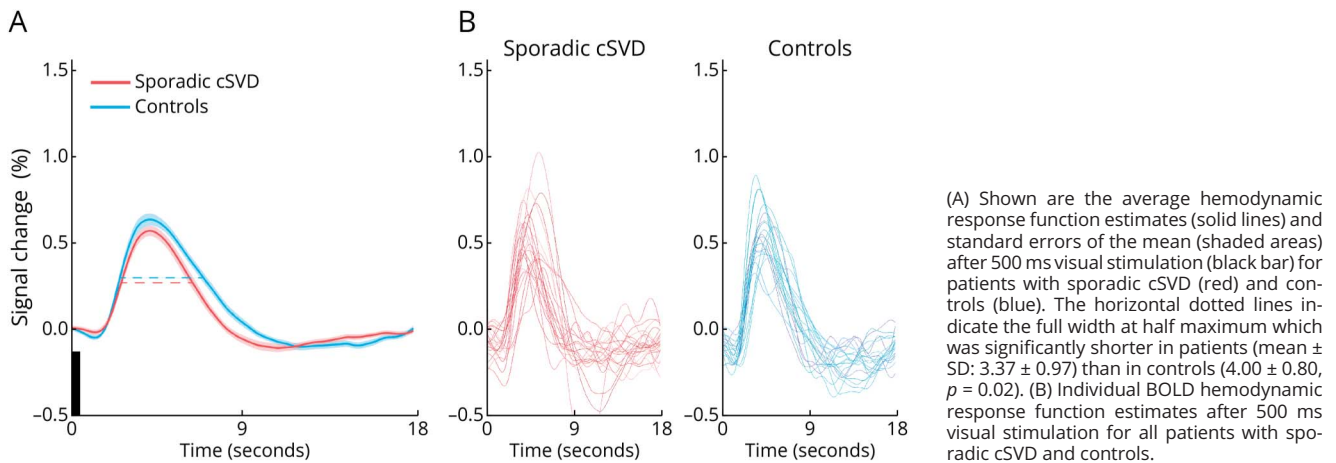 A
B
Sporadic cSVD
Controls
1.5
1.0
0.5
0.0
−0.5
Signal change (%)
Sporadic cSVD
Controls
0
9
18
Time (seconds)
1.5
1.0
0.5
0.0
−0.5
0
9
18
Time (seconds)
1.5
1.0
0.5
0.0
−0.5
0
9
18
Time (seconds)
(A) Shown are the average hemodynamic
response function estimates (solid lines) and
standard errors of the mean (shaded areas)
after 500 ms visual stimulation (black bar) for
patients with sporadic cSVD (red) and con-
trols (blue). The horizontal dotted lines in-
dicate the full width at half maximum which
was significantly shorter in patients (mean ±
SD: 3.37 ± 0.97) than in controls (4.00 ± 0.80,
p = 0.02). (B) Individual BOLD hemodynamic
response function estimates after 500 ms
visual stimulation for all patients with spo-
radic cSVD and controls.